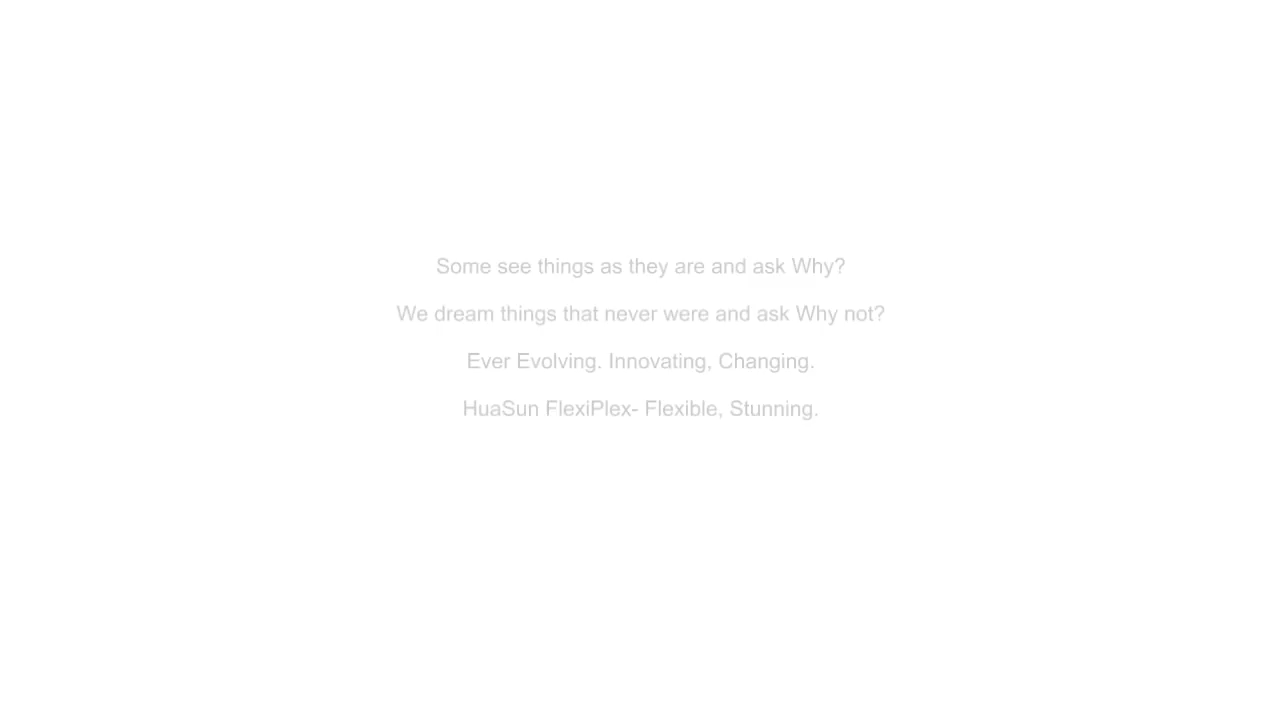 Some see things as they are and ask Why?
We dream things that never were and ask Why not?
Ever Evolving. Innovating, Changing.
HuaSun FlexiPlex- Flexible, Stunning.